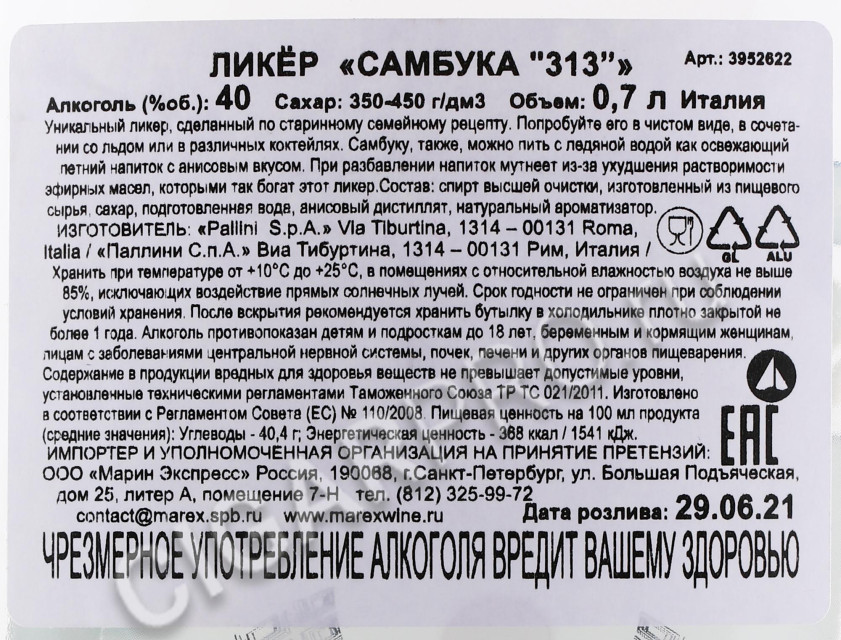 ЛИКЁР «САМБУКА "313"» Арт.: 3952622
Алкоголь (%об.): 40 Сахар: 350-450 г/дм3 Объем: 0,7 л Италия
Уникальный ликер, сделанный по старинному семейному рецепту. Попробуйте его в чистом виде, в сочета-
нии со льдом или в различных коктейлях. Самбуку, также, можно пить с ледяной водой как освежающий
летний напиток с анисовым вкусом. При разбавлении напиток мутнеет из-за ухудшения растворимости
эфирных масел, которыми так богат этот ликер.Состав: спирт высшей очистки, изготовленный из пищевого
сырья, сахар, подготовленная вода, анисовый дистиллят, натуральный ароматизатор.
ИЗГОТОВИТЕЛЬ: «Pallini S.p.A.» Via Tiburtina, 1314 – 00131 Roma,
Italia / «Паллини С.п.А.» Виа Тибуртина, 1314 – 00131 Рим, Италия /
GL ALU
Хранить при температуре от +10°С до +25°С, в помещениях с относительной влажностью воздуха не выше
85%, исключающих воздействие прямых солнечных лучей. Срок годности не ограничен при соблюдении
условий хранения. После вскрытия рекомендуется хранить бутылку в холодильнике плотно закрытой не
более 1 года. Алкоголь противопоказан детям и подросткам до 18 лет, беременным и кормящим женщинам,
лицам с заболеваниями центральной нервной системы, почек, печени и других органов пищеварения.
Содержание в продукции вредных для здоровья веществ не превышает допустимые уровни,
установленные техническими регламентами Таможенного Союза ТР ТС 021/2011. Изготовлено
в соответствии с Регламентом Совета (ЕС) № 110/2008. Пищевая ценность на 100 мл продукта
(средние значения): Углеводы - 40,4 г; Энергетическая ценность - 368 ккал / 1541 кДж.
EAC
ИМПОРТЕР И УПОЛНОМОЧЕННАЯ ОРГАНИЗАЦИЯ НА ПРИНЯТИЕ ПРЕТЕНЗИЙ:
ООО «Марин Экспресс» Россия, 190068, г.Санкт-Петербург, ул. Большая Подъяческая,
дом 25, литер А, помещение 7-Н тел. (812) 325-99-72
contact@marex.spb.ru www.marexwine.ru Дата розлива: 29.06.21
ЧРЕЗМЕРНОЕ УПОТРЕБЛЕНИЕ АЛКОГОЛЯ ВРЕДИТ ВАШЕМУ ЗДОРОВЬЮ
CIGARPRO.ru